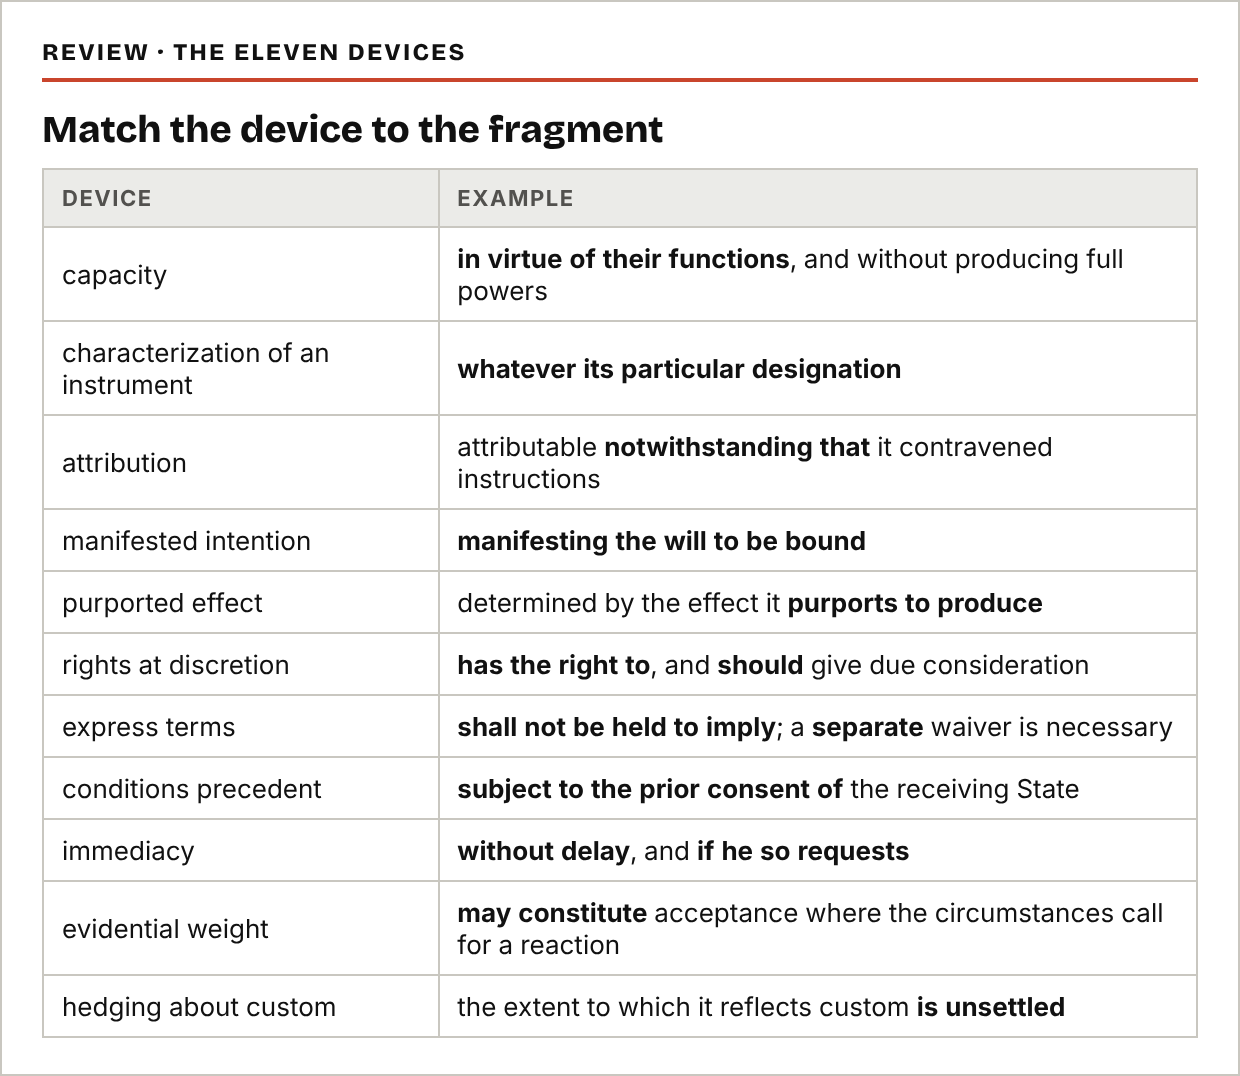 REVIEW · THE ELEVEN DEVICES
Match the device to the fragment
DEVICE
EXAMPLE
capacity
in virtue of their functions, and without producing full
powers
characterization of an
instrument
whatever its particular designation
attribution
attributable notwithstanding that it contravened
instructions
manifested intention
manifesting the will to be bound
purported effect
determined by the effect it purports to produce
rights at discretion
has the right to, and should give due consideration
express terms
shall not be held to imply; a separate waiver is necessary
conditions precedent
subject to the prior consent of the receiving State
immediacy
without delay, and if he so requests
evidential weight
may constitute acceptance where the circumstances call
for a reaction
hedging about custom
the extent to which it reflects custom is unsettled